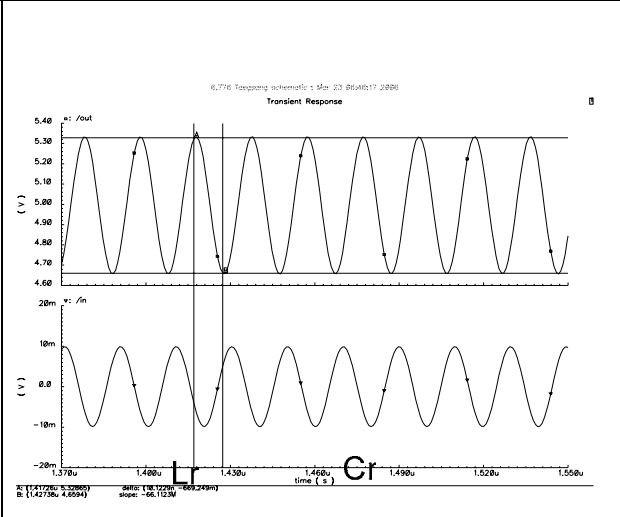 Transient Response
5.40
▫: /out
5.30
5.20
5.10
( V )
5.00
4.90
4.80
4.70
4.60
A
B
20m
▾: /in
10m
( V )
0.0
-10m
-20m
1.370u 1.400u 1.430u 1.460u 1.490u 1.520u 1.550u
Lr Cr
time ( s )
A: (1.41726u 5.32865) delta: (10.1229n -669.249m)
B: (1.42738u 4.6594) slope: -66.1123M